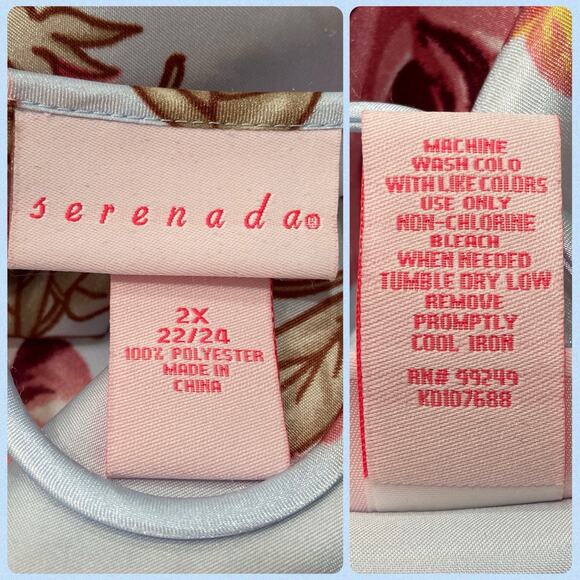 serenada®
2X
22/24
100% POLYESTER
MADE IN
CHINA
MACHINE
WASH COLD
WITH LIKE COLORS
USE ONLY
NON-CHLORINE
BLEACH
WHEN NEEDED
TUMBLE DRY LOW
REMOVE
PROMPTLY
COOL IRON
RN# 99249
KD107688